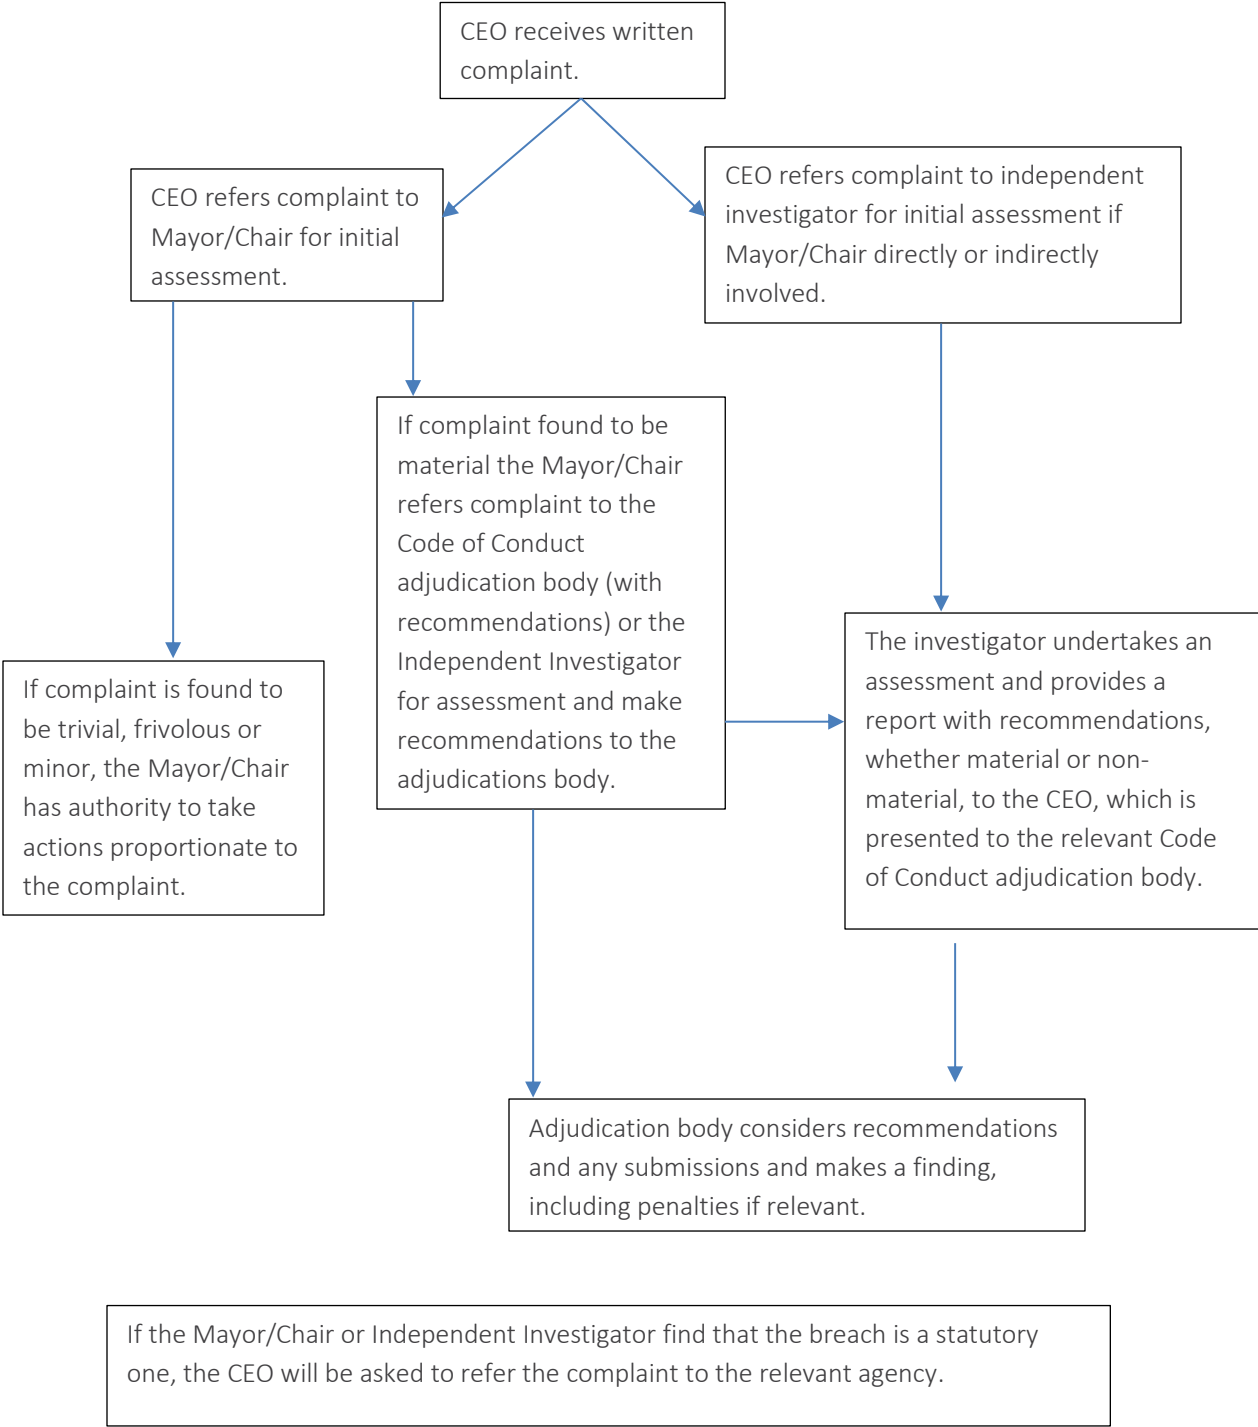 CEO receives written
complaint.
CEO refers complaint to
Mayor/Chair for initial
assessment.
CEO refers complaint to independent
investigator for initial assessment if
Mayor/Chair directly or indirectly
involved.
If complaint found to be
material the Mayor/Chair
refers complaint to the
Code of Conduct
adjudication body (with
recommendations) or the
Independent Investigator
for assessment and make
recommendations to the
adjudications body.
If complaint is found to
be trivial, frivolous or
minor, the Mayor/Chair
has authority to take
actions proportionate to
the complaint.
The investigator undertakes an
assessment and provides a
report with recommendations,
whether material or non-
material, to the CEO, which is
presented to the relevant Code
of Conduct adjudication body.
Adjudication body considers recommendations
and any submissions and makes a finding,
including penalties if relevant.
If the Mayor/Chair or Independent Investigator find that the breach is a statutory
one, the CEO will be asked to refer the complaint to the relevant agency.